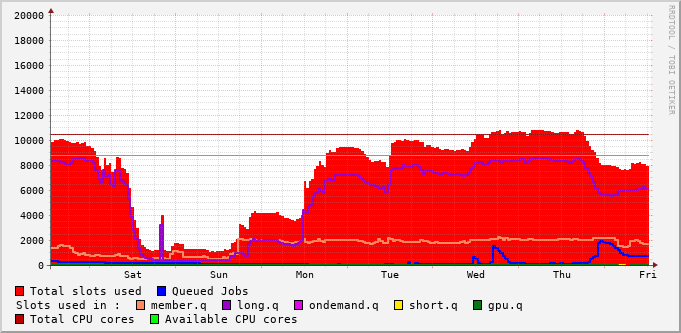 RRDTOOL / TOBI OETIKER
20000
18000
16000
14000
12000
10000
8000
6000
4000
2000
0
Sat Sun Mon Tue Wed Thu Fri
Total slots used Queued Jobs
Slots used in : member.q long.q ondemand.q short.q gpu.q
Total CPU cores Available CPU cores